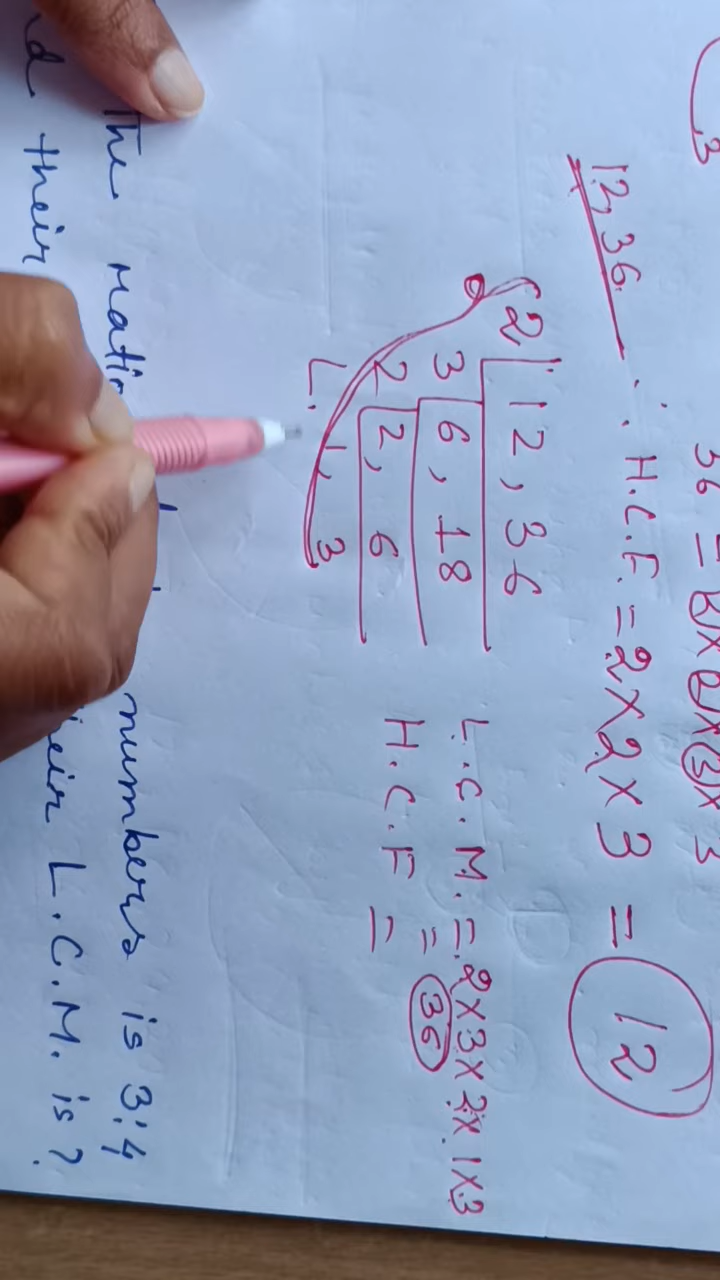 3
36 = 2 x 2 x 3 x 3
12, 36. ∴ H.C.F. = 2 x 2 x 3 = 12
2 12, 36
3 6, 18
2 2, 6
L. 1, 3
L.C.M. = 2 x 3 x 2 x 1 x 3
= 36
H.C.F =
The numbers is 3:4
their L.C.M. is?